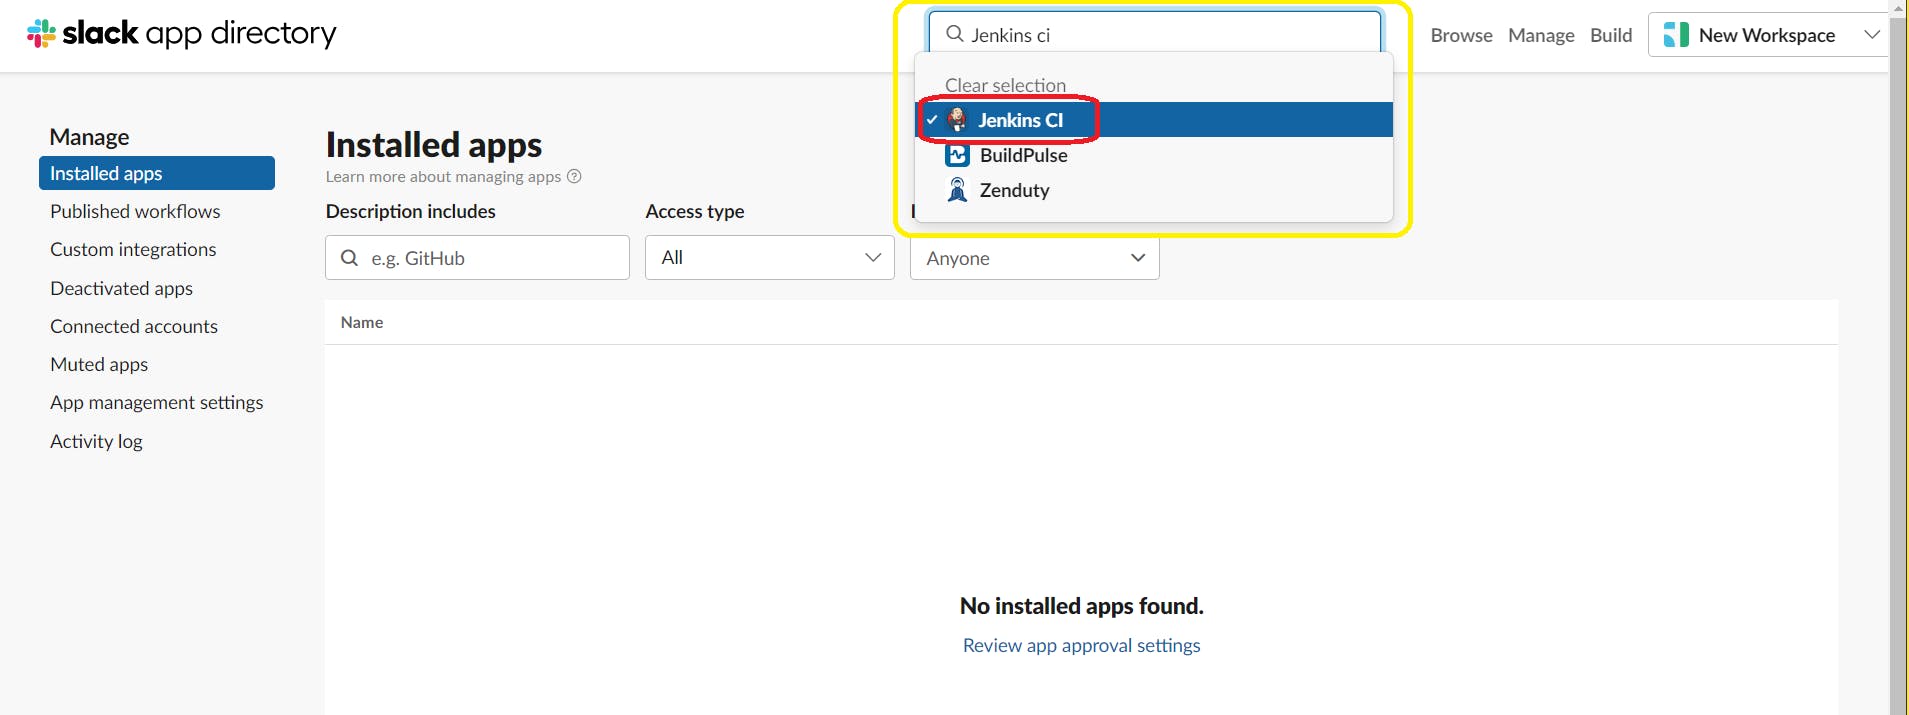 slack app directory
Jenkins ci
Browse Manage Build New Workspace
Clear selection
Jenkins CI
BuildPulse
Zenduty
Manage
Installed apps
Published workflows
Custom integrations
Deactivated apps
Connected accounts
Muted apps
App management settings
Activity log
Installed apps
Learn more about managing apps
Description includes Access type
e.g. GitHub All Anyone
Name
No installed apps found.
Review app approval settings